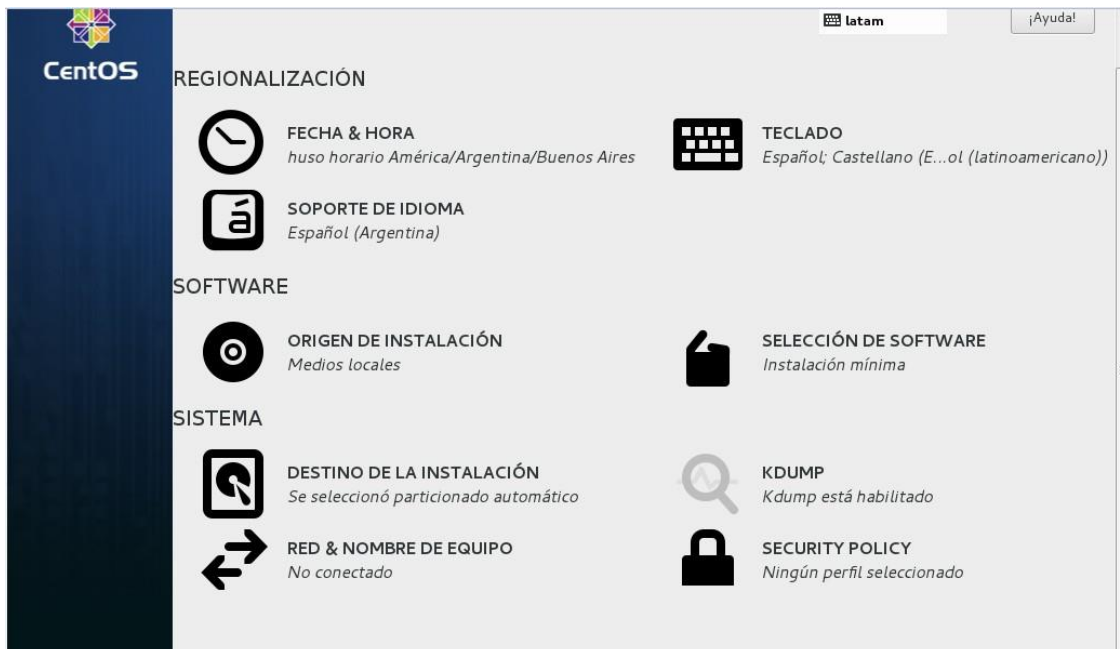 latam
¡Ayuda!
CentOS
REGIONALIZACIÓN
FECHA & HORA
huso horario América/Argentina/Buenos Aires
TECLADO
Español; Castellano (E...ol (latinoamericano))
á
SOPORTE DE IDIOMA
Español (Argentina)
SOFTWARE
ORIGEN DE INSTALACIÓN
Medios locales
SELECCIÓN DE SOFTWARE
Instalación mínima
SISTEMA
DESTINO DE LA INSTALACIÓN
Se seleccionó particionado automático
KDUMP
Kdump está habilitado
RED & NOMBRE DE EQUIPO
No conectado
SECURITY POLICY
Ningún perfil seleccionado